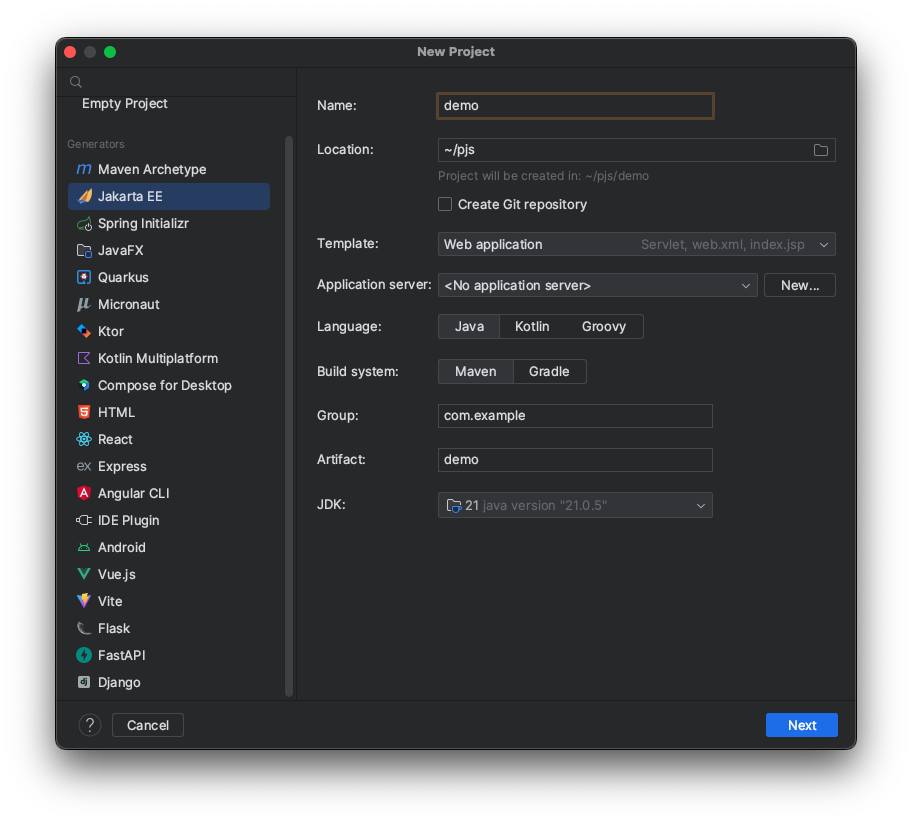 New Project
Empty Project
Generators
m Maven Archetype
Jakarta EE
Spring Initializr
JavaFX
Quarkus
μ Micronaut
Ktor
Kotlin Multiplatform
Compose for Desktop
5 HTML
React
ex Express
A Angular CLI
IDE Plugin
Android
Vue.js
Vite
Flask
FastAPI
dj Django
Name: demo
Location: ~/pjs
Project will be created in: ~/pjs/demo
Create Git repository
Template: Web application Servlet, web.xml, index.jsp
Application server: <No application server> New...
Language: Java Kotlin Groovy
Build system: Maven Gradle
Group: com.example
Artifact: demo
JDK: 21 java version "21.0.5"
? Cancel Next